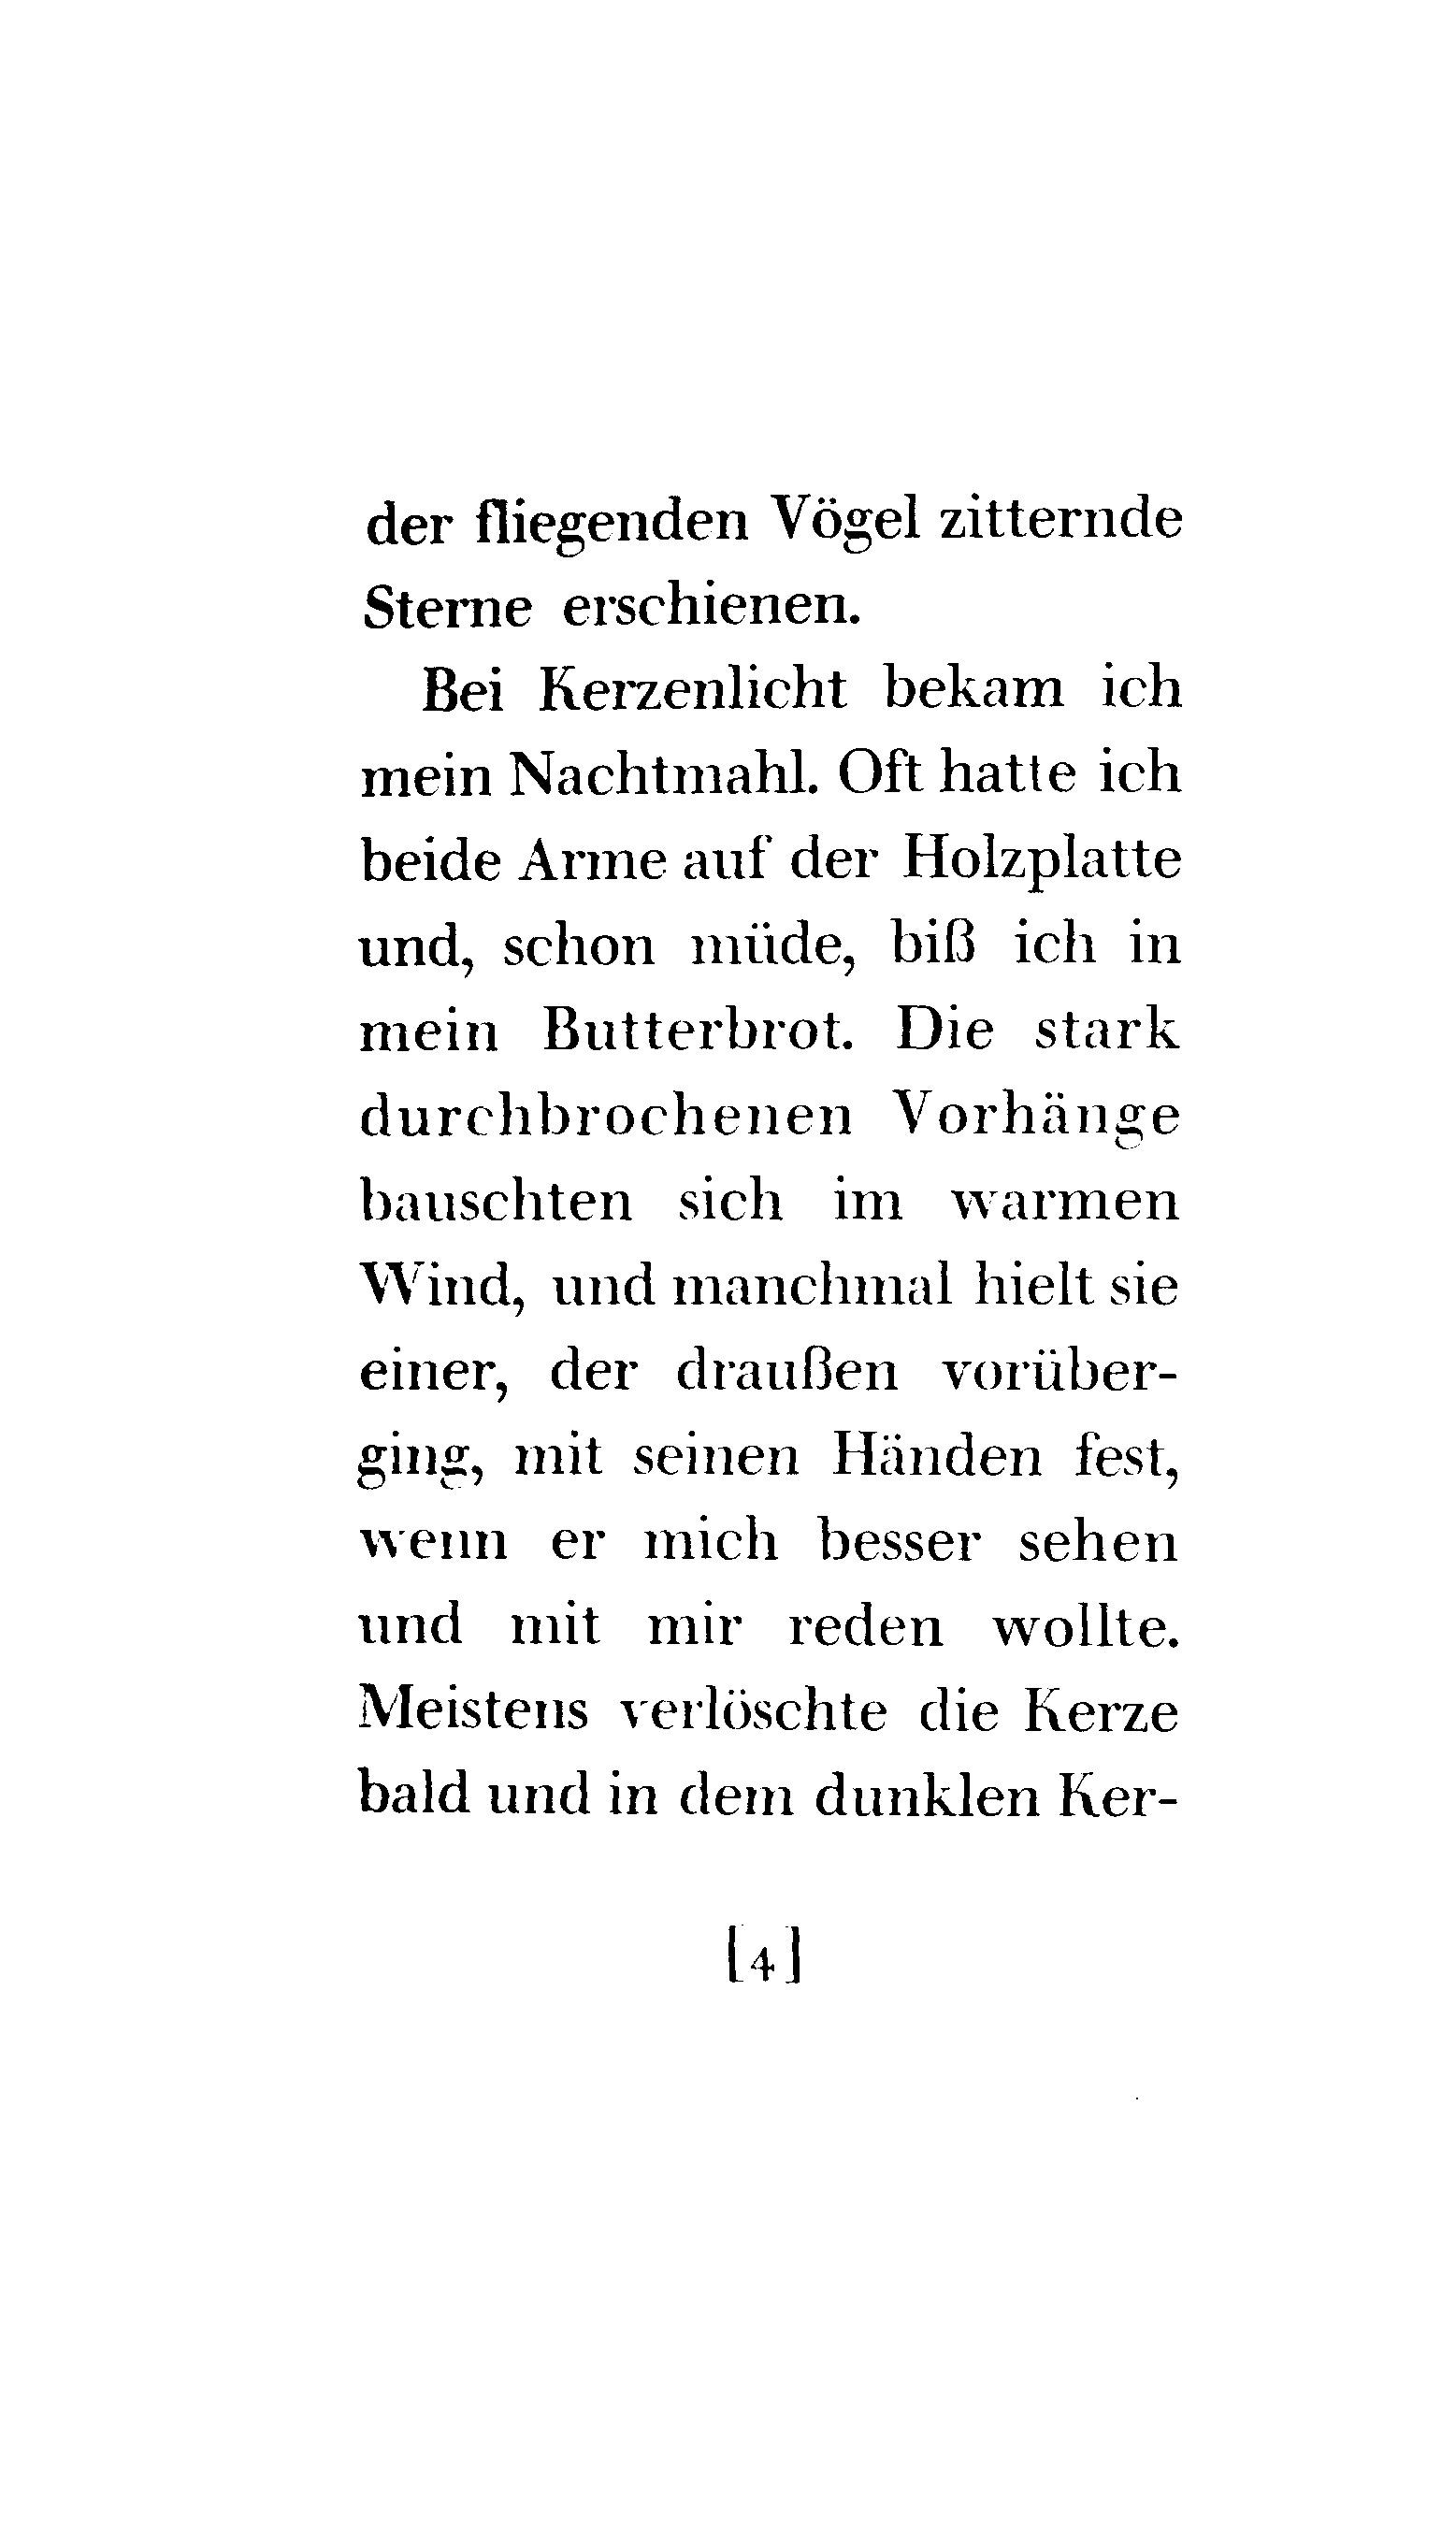 der fliegenden Vögel zitternde
Sterne erschienen.
Bei Kerzenlicht bekam ich
mein Nachtmahl. Oft hatte ich
beide Arme auf der Holzplatte
und, schon müde, biß ich in
mein Butterbrot. Die stark
durchbrochenen Vorhänge
bauschten sich im warmen
Wind, und manchmal hielt sie
einer, der draußen vorüber-
ging, mit seinen Händen fest,
wenn er mich besser sehen
und mit mir reden wollte.
Meistens verlöschte die Kerze
bald und in dem dunklen Ker-
[4]